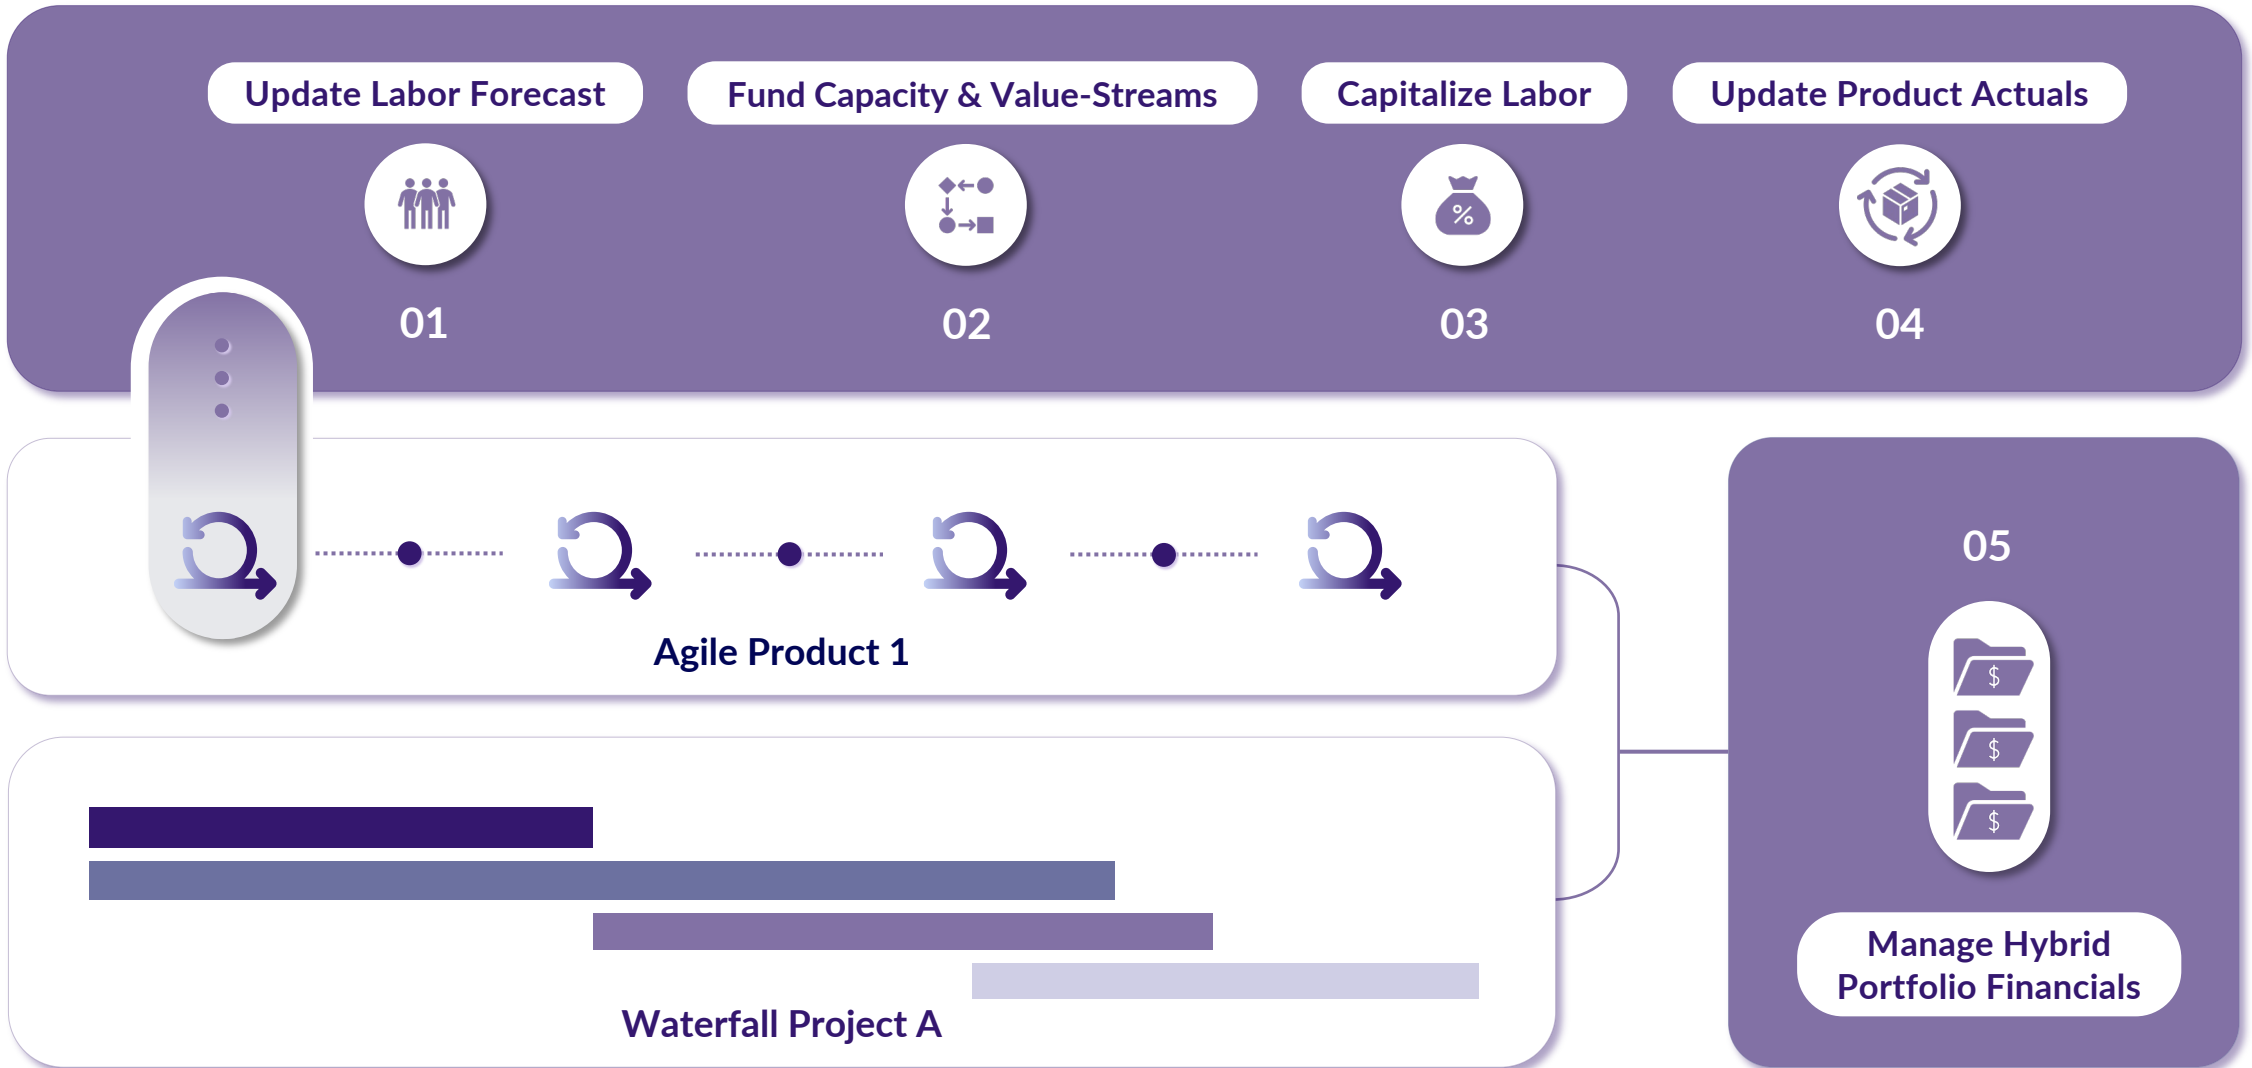 Update Labor Forecast
Fund Capacity & Value-Streams
Capitalize Labor
Update Product Actuals
%
01
02
03
04
Agile Product 1
Waterfall Project A
05
$
$
$
Manage Hybrid
Portfolio Financials